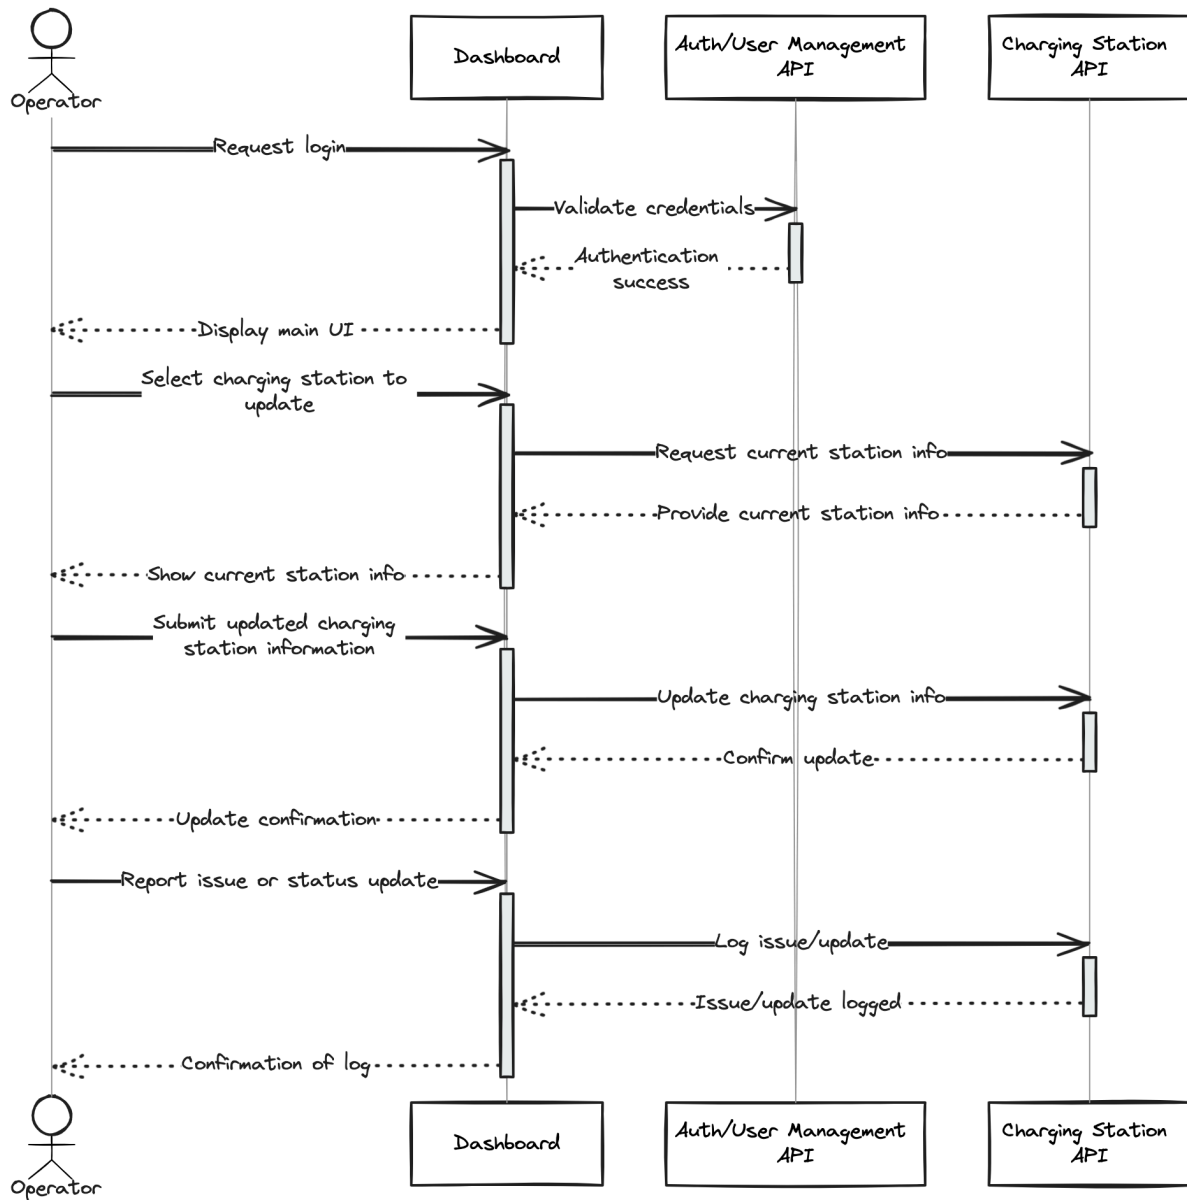 Operator
Dashboard
Auth/User Management
API
Charging Station
API
Request login
Validate credentials
Authentication
success
Display main UI
Select charging station to
update
Request current station info
Provide current station info
Show current station info
Submit updated charging
station information
Update charging station info
Confirm update
Update confirmation
Report issue or status update
Log issue/update
Issue/update logged
Confirmation of log
Operator
Dashboard
Auth/User Management
API
Charging Station
API